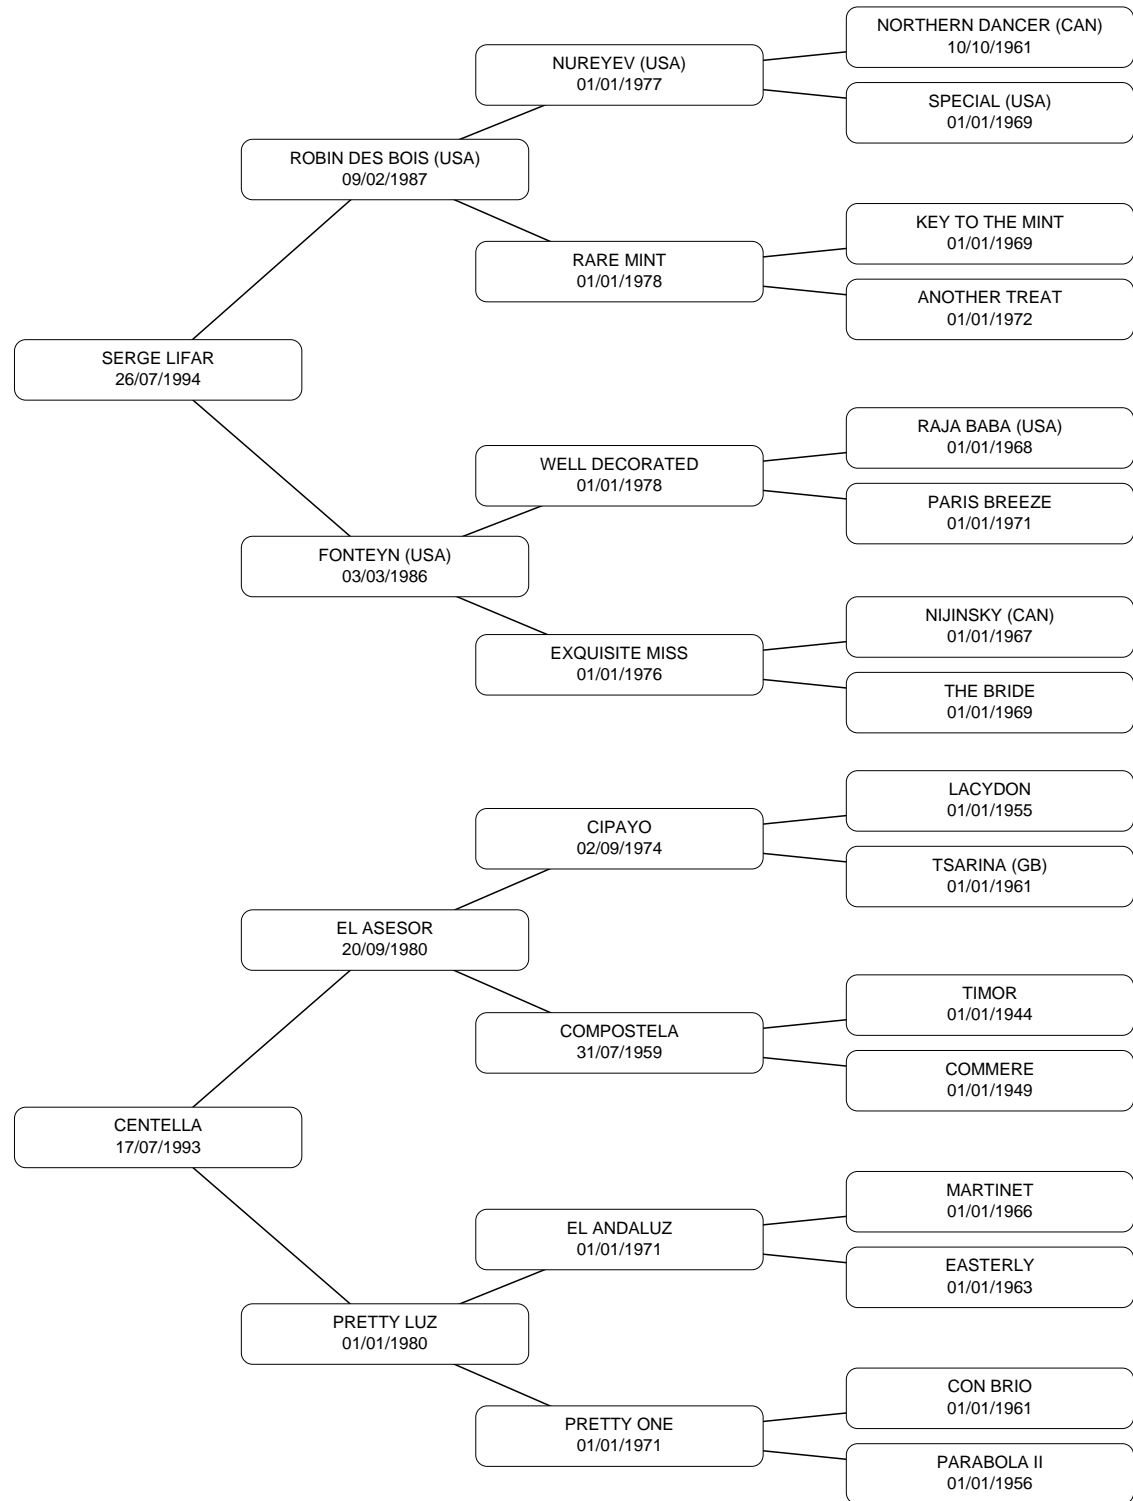 NORTHERN DANCER (CAN)
10/10/1961
NUREYEV (USA)
01/01/1977
SPECIAL (USA)
01/01/1969
ROBIN DES BOIS (USA)
09/02/1987
KEY TO THE MINT
01/01/1969
RARE MINT
01/01/1978
ANOTHER TREAT
01/01/1972
SERGE LIFAR
26/07/1994
RAJA BABA (USA)
01/01/1968
WELL DECORATED
01/01/1978
PARIS BREEZE
01/01/1971
FONTEYN (USA)
03/03/1986
NIJINSKY (CAN)
01/01/1967
EXQUISITE MISS
01/01/1976
THE BRIDE
01/01/1969
LACYDON
01/01/1955
CIPAYO
02/09/1974
TSARINA (GB)
01/01/1961
EL ASESOR
20/09/1980
TIMOR
01/01/1944
COMPOSTELA
31/07/1959
COMMERE
01/01/1949
CENTELLA
17/07/1993
MARTINET
01/01/1966
EL ANDALUZ
01/01/1971
EASTERLY
01/01/1963
PRETTY LUZ
01/01/1980
CON BRIO
01/01/1961
PRETTY ONE
01/01/1971
PARABOLA II
01/01/1956